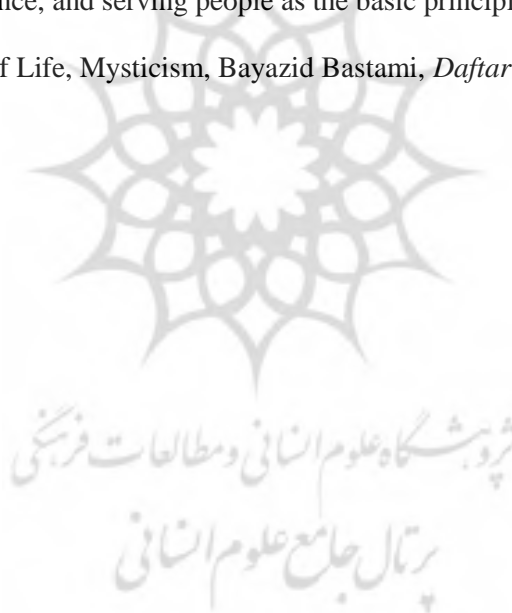 nce, and serving people as the basic principl
f Life, Mysticism, Bayazid Bastami, Daftar
پژوهشگاه علوم انسانی و مطالعات فرهنگی
پرتال جامع علوم انسانی